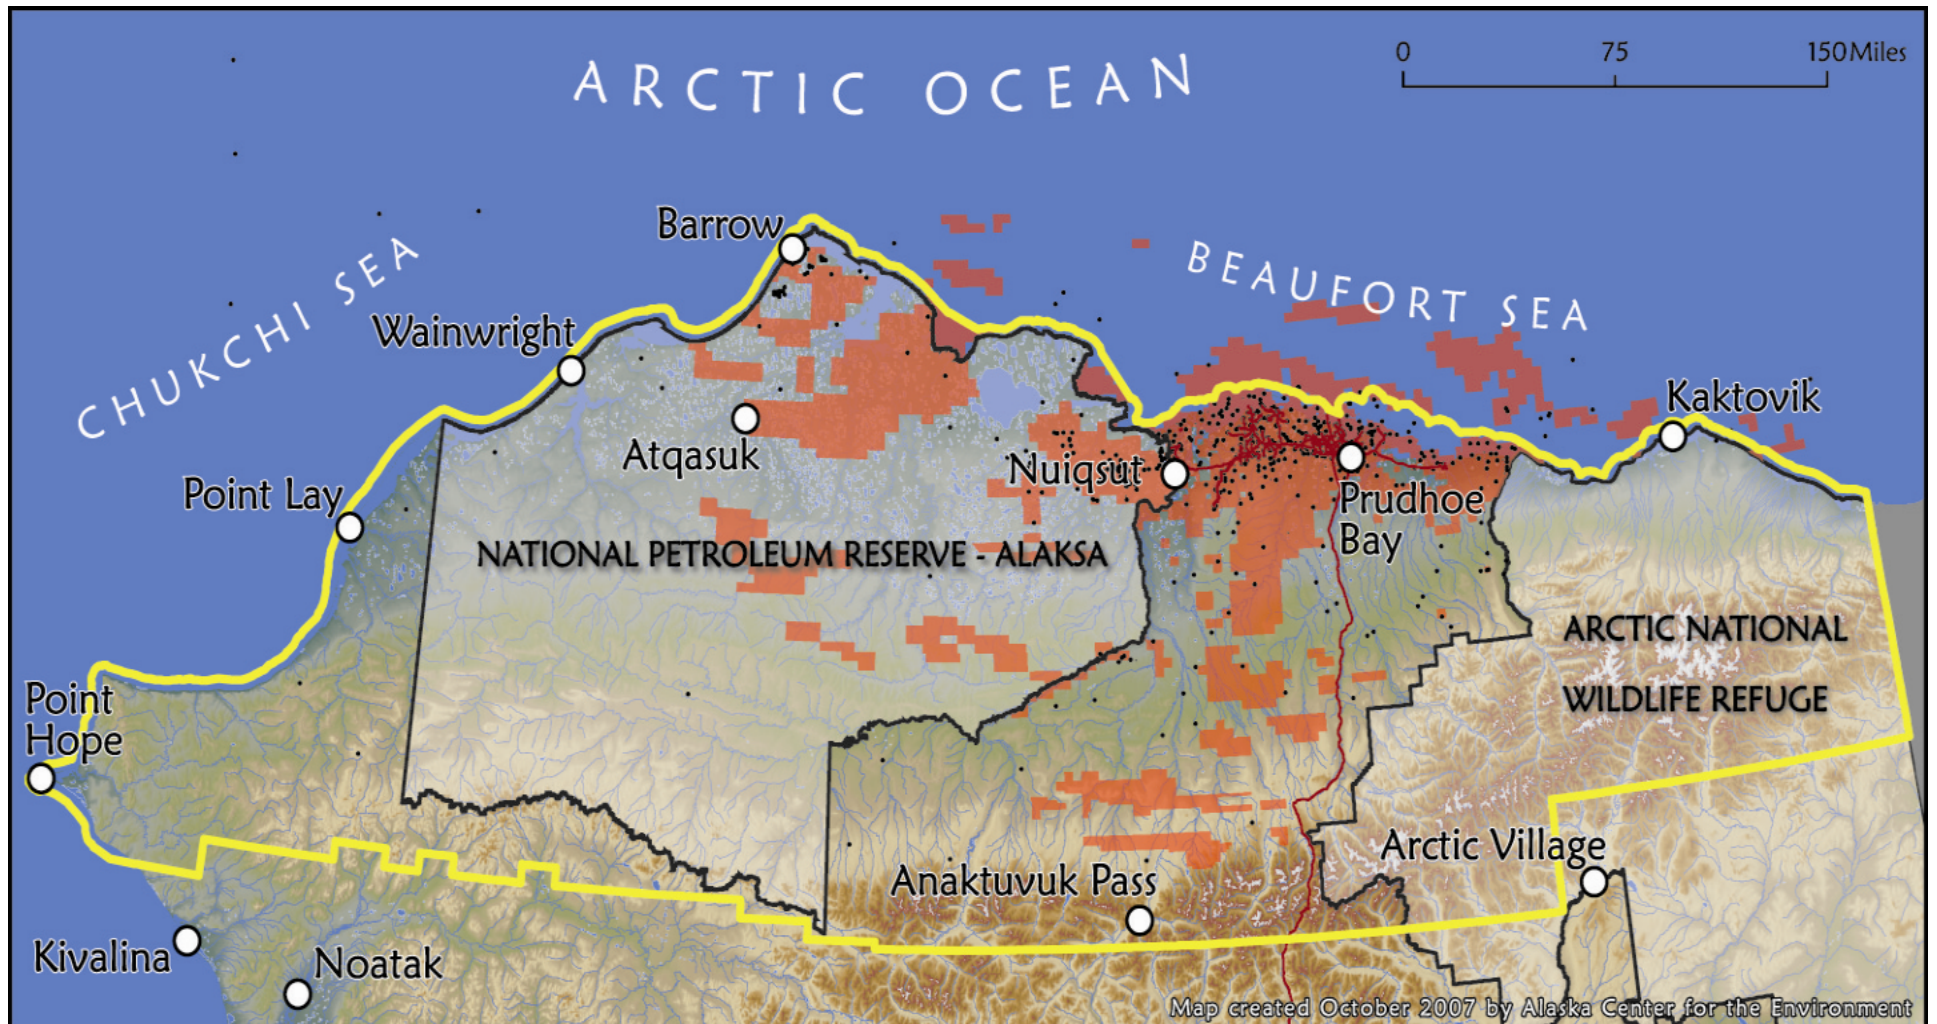 ARCTIC OCEAN
0 75 150 Miles
CHUKCHI SEA
BEAUFORT SEA
Barrow
Wainwright
Kaktovik
Atqasuk
Nuiqsut
Point Lay
Prudhoe
Bay
NATIONAL PETROLEUM RESERVE - ALAKSA
ARCTIC NATIONAL
WILDLIFE REFUGE
Point
Hope
Arctic Village
Anaktuvuk Pass
Kivalina
Noatak
Map created October 2007 by Alaska Center for the Environment